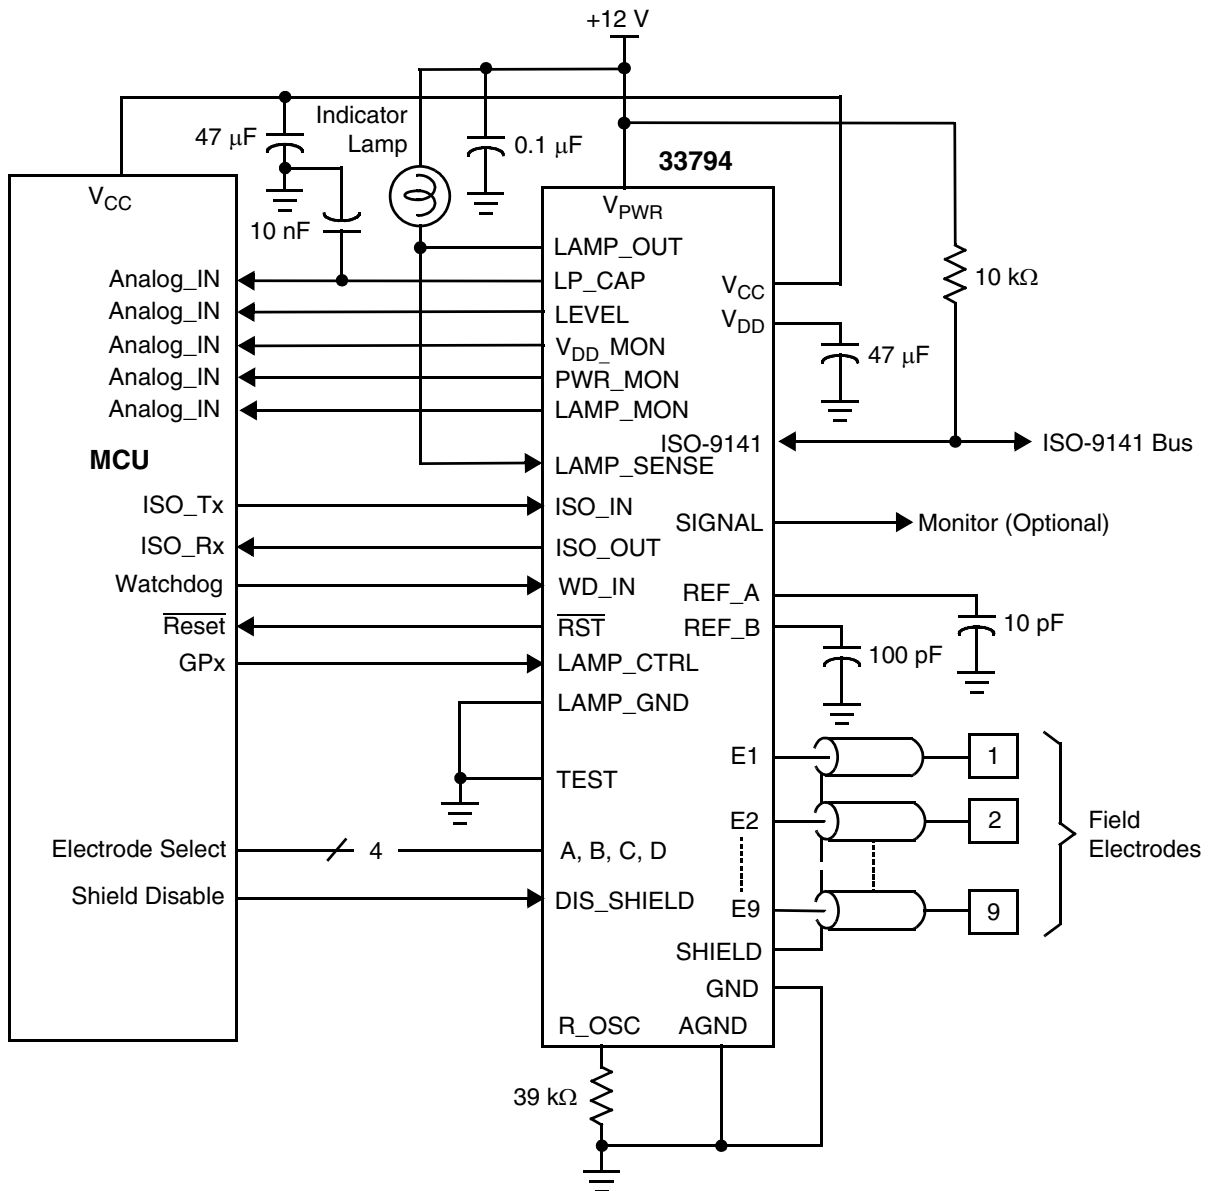 +12 V
47 μF
Indicator
Lamp
0.1 μF
33794
VCC
VPWR
10 nF
LAMP_OUT
Analog_IN
LP_CAP
VCC
10 kΩ
Analog_IN
LEVEL
VDD
Analog_IN
VDD_MON
47 μF
Analog_IN
PWR_MON
Analog_IN
LAMP_MON
MCU
ISO-9141
ISO-9141 Bus
LAMP_SENSE
ISO_Tx
ISO_IN
SIGNAL
Monitor (Optional)
ISO_Rx
ISO_OUT
Watchdog
WD_IN
REF_A
Reset
RST
REF_B
10 pF
GPx
LAMP_CTRL
100 pF
LAMP_GND
E1
1
TEST
E2
2
Field
Electrodes
Electrode Select
4
A, B, C, D
Shield Disable
DIS_SHIELD
E9
9
SHIELD
GND
R_OSC
AGND
39 kΩ